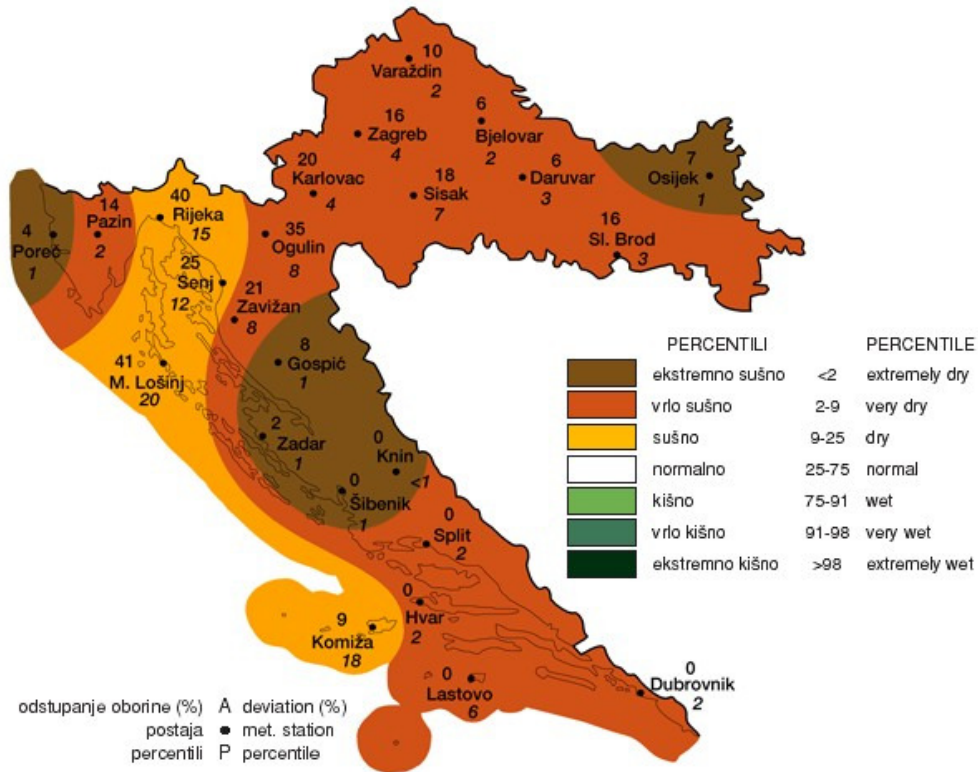 10
Varaždin
2
6
Bjelovar
2
16
Zagreb
4
20
Karlovac
4
18
Sisak
7
6
Daruvar
3
7
Osijek
1
16
Sl. Brod
3
4
Poreč
1
14
Pazin
2
40
Rijeka
15
35
Ogulin
8
25
Senj
12
21
Zavižan
8
41
M. Lošinj
20
8
Gospić
1
2
Zadar
1
0
Knin
<1
0
Šibenik
1
0
Split
2
0
Hvar
2
9
Komiža
18
0
Lastovo
6
0
Dubrovnik
2
PERCENTILI PERCENTILE
ekstremno sušno <2 extremely dry
vrlo sušno 2-9 very dry
sušno 9-25 dry
normalno 25-75 normal
kišno 75-91 wet
vrlo kišno 91-98 very wet
ekstremno kišno >98 extremely wet
odstupanje oborine (%) A deviation (%)
postaja met. station
percentili P percentile